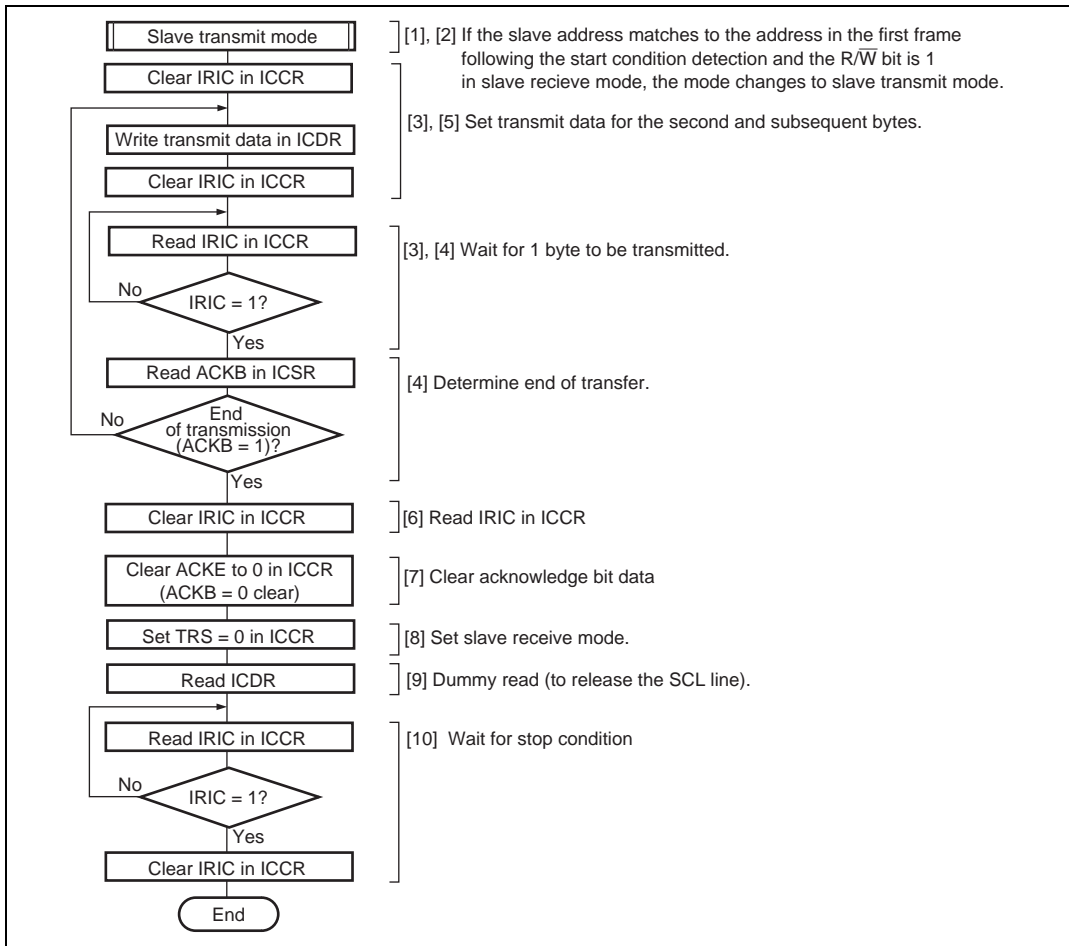 Slave transmit mode
[1], [2] If the slave address matches to the address in the first frame
following the start condition detection and the R/W̅ bit is 1
in slave recieve mode, the mode changes to slave transmit mode.
Clear IRIC in ICCR
[3], [5] Set transmit data for the second and subsequent bytes.
Write transmit data in ICDR
Clear IRIC in ICCR
Read IRIC in ICCR
[3], [4] Wait for 1 byte to be transmitted.
No
IRIC = 1?
Yes
Read ACKB in ICSR
[4] Determine end of transfer.
No
End
of transmission
(ACKB = 1)?
Yes
Clear IRIC in ICCR
[6] Read IRIC in ICCR
Clear ACKE to 0 in ICCR
(ACKB = 0 clear)
[7] Clear acknowledge bit data
Set TRS = 0 in ICCR
[8] Set slave receive mode.
Read ICDR
[9] Dummy read (to release the SCL line).
Read IRIC in ICCR
[10] Wait for stop condition
No
IRIC = 1?
Yes
Clear IRIC in ICCR
End